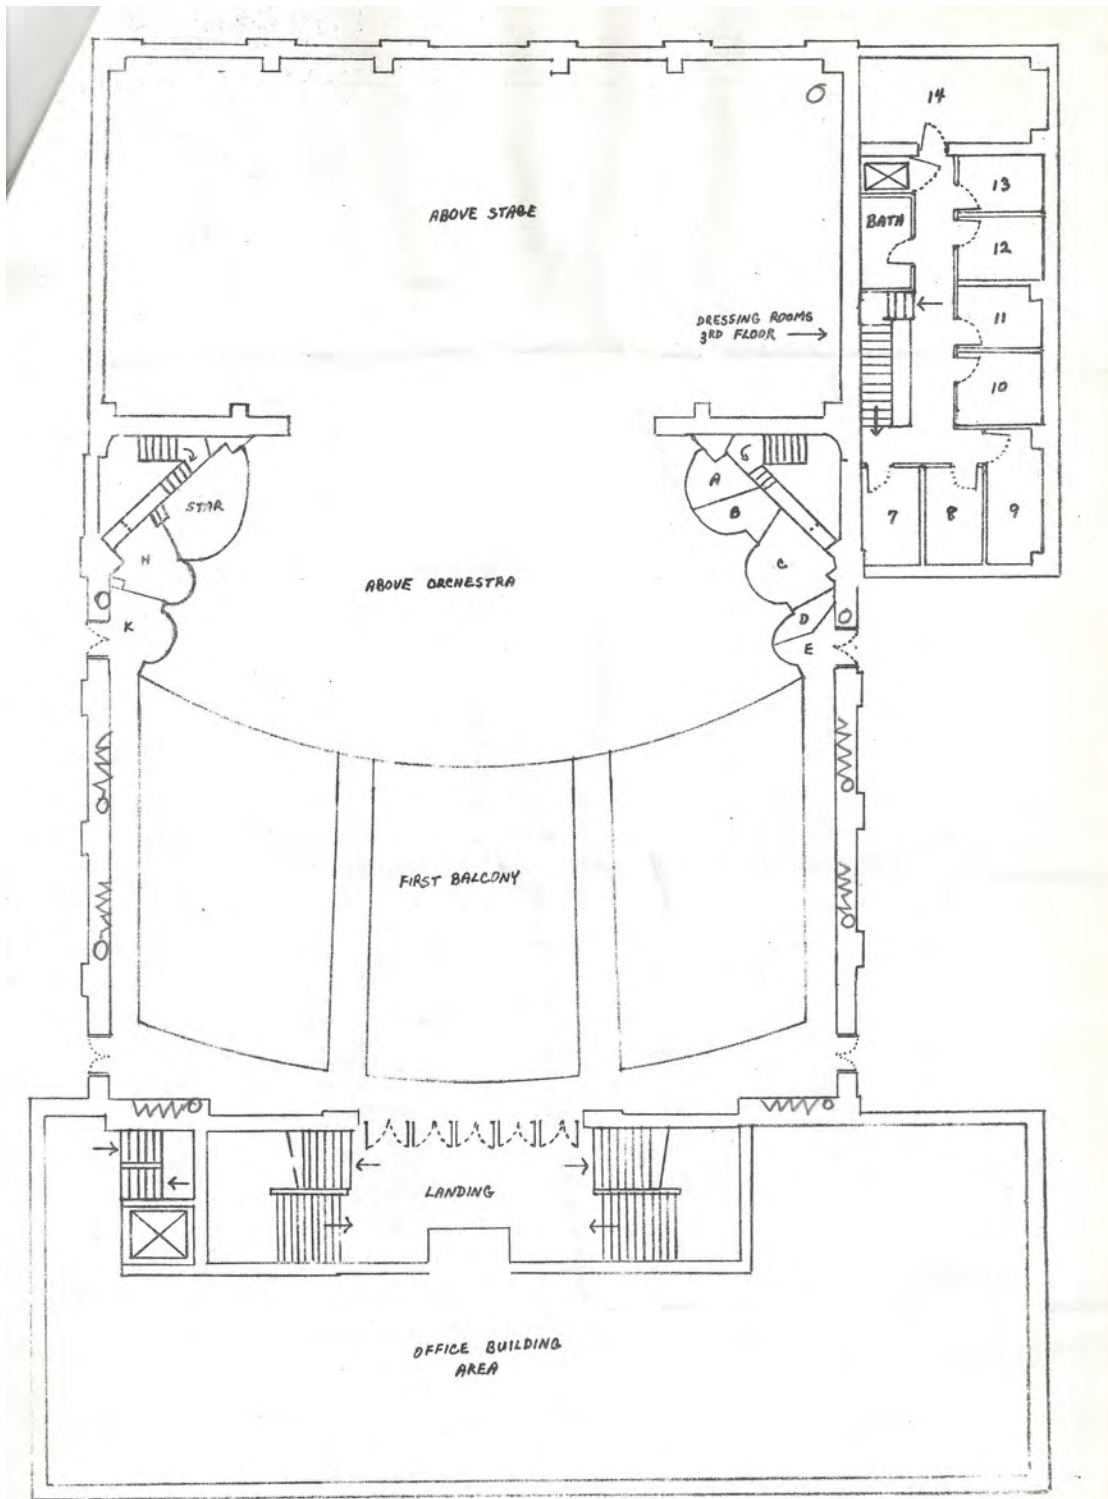 14
ABOVE STAGE
13
BATH
12
DRESSING ROOMS
3RD FLOOR
11
10
STAR
A
B
7
8
9
H
C
ABOVE ORCHESTRA
K
D
E
FIRST BALCONY
LANDING
OFFICE BUILDING
AREA